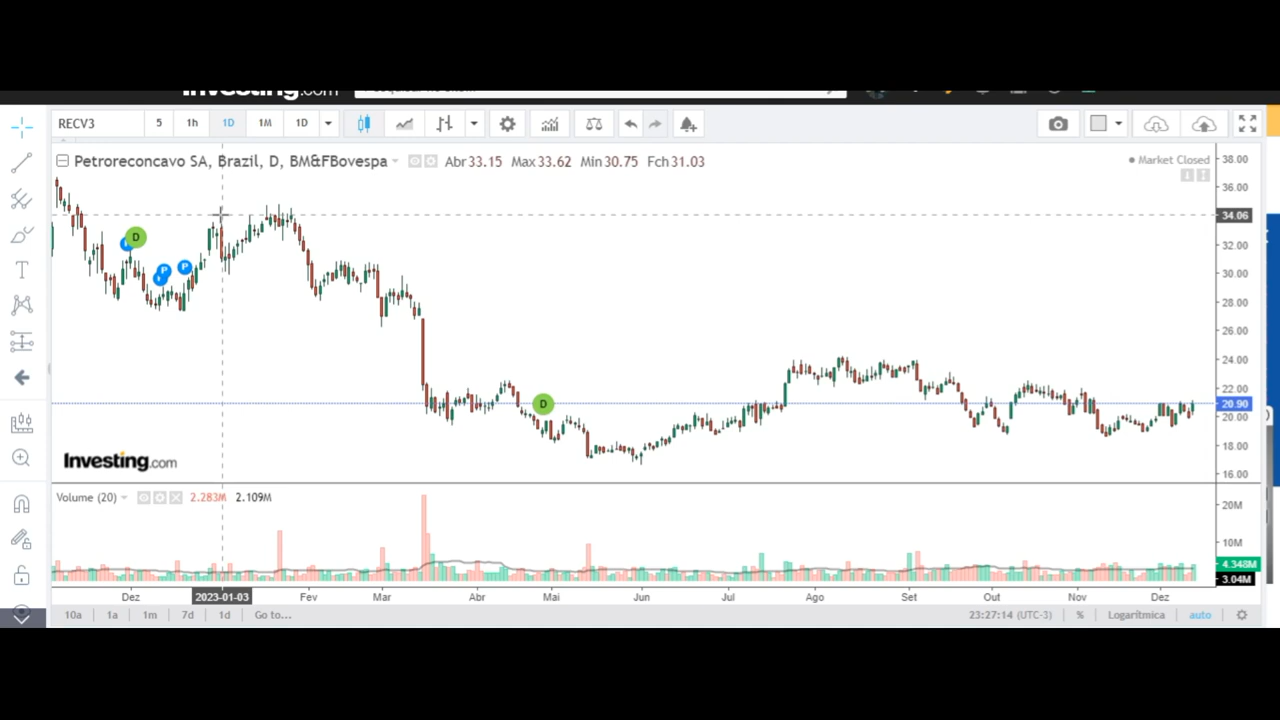 Investing.com
RECV3 5 1h 1D 1M 1D
Petroreconcavo SA, Brazil, D, BM&FBovespa Abr 33.15 Max 33.62 Min 30.75 Fch 31.03
Market Closed
38.00
36.00
34.06
32.00
30.00
28.00
26.00
24.00
22.00
20.90
20.00
18.00
16.00
D
P
P
D
Investing.com
Volume (20) 2.283M 2.109M
20M
10M
4.348M
3.04M
Dez 2023-01-03 Fev Mar Abr Mai Jun Jul Ago Set Out Nov Dez
10a 1a 1m 7d 1d Go to... 23:27:14 (UTC-3) % Logarítmica auto